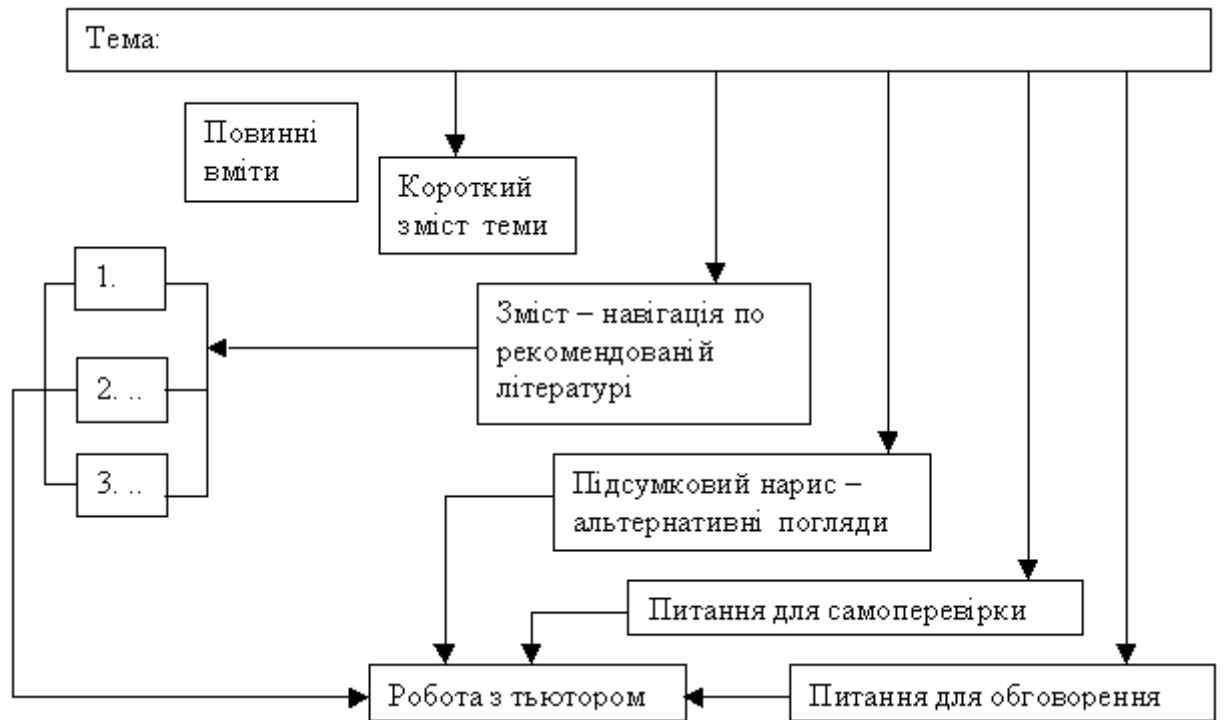 Тема:
Повинні
вміти
Короткий
зміст теми
1.
Зміст – навігація по
рекомендованій
літературі
2. ..
3. ..
Підсумковий нарис –
альтернативні погляди
Питання для самоперевірки
Робота з тьютором
Питання для обговорення